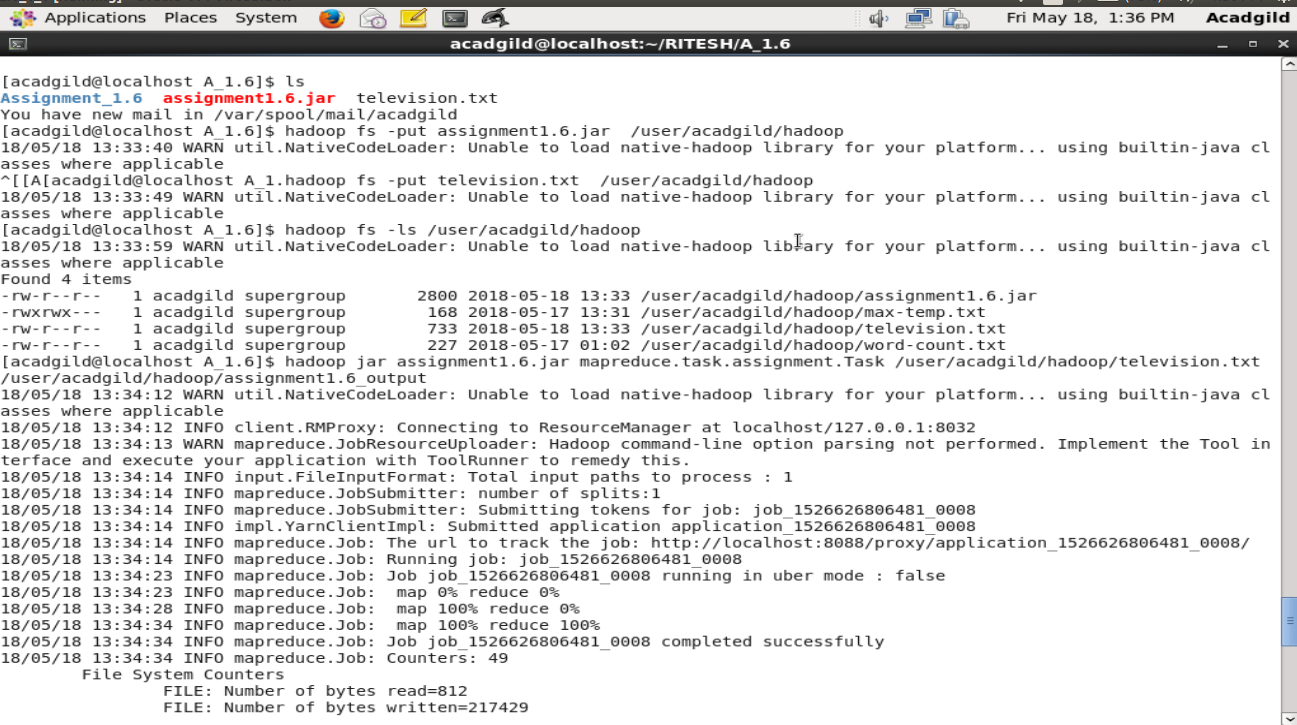 Applications Places System Fri May 18, 1:36 PM Acadgild
acadgild@localhost:~/RITESH/A_1.6
[acadgild@localhost A_1.6]$ ls
Assignment_1.6  assignment1.6.jar  television.txt
You have new mail in /var/spool/mail/acadgild
[acadgild@localhost A_1.6]$ hadoop fs -put assignment1.6.jar  /user/acadgild/hadoop
18/05/18 13:33:40 WARN util.NativeCodeLoader: Unable to load native-hadoop library for your platform... using builtin-java cl
asses where applicable
^[[A[acadgild@localhost A_1.hadoop fs -put television.txt  /user/acadgild/hadoop
18/05/18 13:33:49 WARN util.NativeCodeLoader: Unable to load native-hadoop library for your platform... using builtin-java cl
asses where applicable
[acadgild@localhost A_1.6]$ hadoop fs -ls /user/acadgild/hadoop
18/05/18 13:33:59 WARN util.NativeCodeLoader: Unable to load native-hadoop library for your platform... using builtin-java cl
asses where applicable
Found 4 items
-rw-r--r--   1 acadgild supergroup       2800 2018-05-18 13:33 /user/acadgild/hadoop/assignment1.6.jar
-rwxrwx---   1 acadgild supergroup        168 2018-05-17 13:31 /user/acadgild/hadoop/max-temp.txt
-rw-r--r--   1 acadgild supergroup        733 2018-05-18 13:33 /user/acadgild/hadoop/television.txt
-rw-r--r--   1 acadgild supergroup        227 2018-05-17 01:02 /user/acadgild/hadoop/word-count.txt
[acadgild@localhost A_1.6]$ hadoop jar assignment1.6.jar mapreduce.task.assignment.Task /user/acadgild/hadoop/television.txt
/user/acadgild/hadoop/assignment1.6_output
18/05/18 13:34:12 WARN util.NativeCodeLoader: Unable to load native-hadoop library for your platform... using builtin-java cl
asses where applicable
18/05/18 13:34:12 INFO client.RMProxy: Connecting to ResourceManager at localhost/127.0.0.1:8032
18/05/18 13:34:13 WARN mapreduce.JobResourceUploader: Hadoop command-line option parsing not performed. Implement the Tool in
terface and execute your application with ToolRunner to remedy this.
18/05/18 13:34:14 INFO input.FileInputFormat: Total input paths to process : 1
18/05/18 13:34:14 INFO mapreduce.JobSubmitter: number of splits:1
18/05/18 13:34:14 INFO mapreduce.JobSubmitter: Submitting tokens for job: job_1526626806481_0008
18/05/18 13:34:14 INFO impl.YarnClientImpl: Submitted application application_1526626806481_0008
18/05/18 13:34:14 INFO mapreduce.Job: The url to track the job: http://localhost:8088/proxy/application_1526626806481_0008/
18/05/18 13:34:14 INFO mapreduce.Job: Running job: job_1526626806481_0008
18/05/18 13:34:23 INFO mapreduce.Job: Job job_1526626806481_0008 running in uber mode : false
18/05/18 13:34:23 INFO mapreduce.Job:  map 0% reduce 0%
18/05/18 13:34:28 INFO mapreduce.Job:  map 100% reduce 0%
18/05/18 13:34:34 INFO mapreduce.Job:  map 100% reduce 100%
18/05/18 13:34:34 INFO mapreduce.Job: Job job_1526626806481_0008 completed successfully
18/05/18 13:34:34 INFO mapreduce.Job: Counters: 49
        File System Counters
                FILE: Number of bytes read=812
                FILE: Number of bytes written=217429